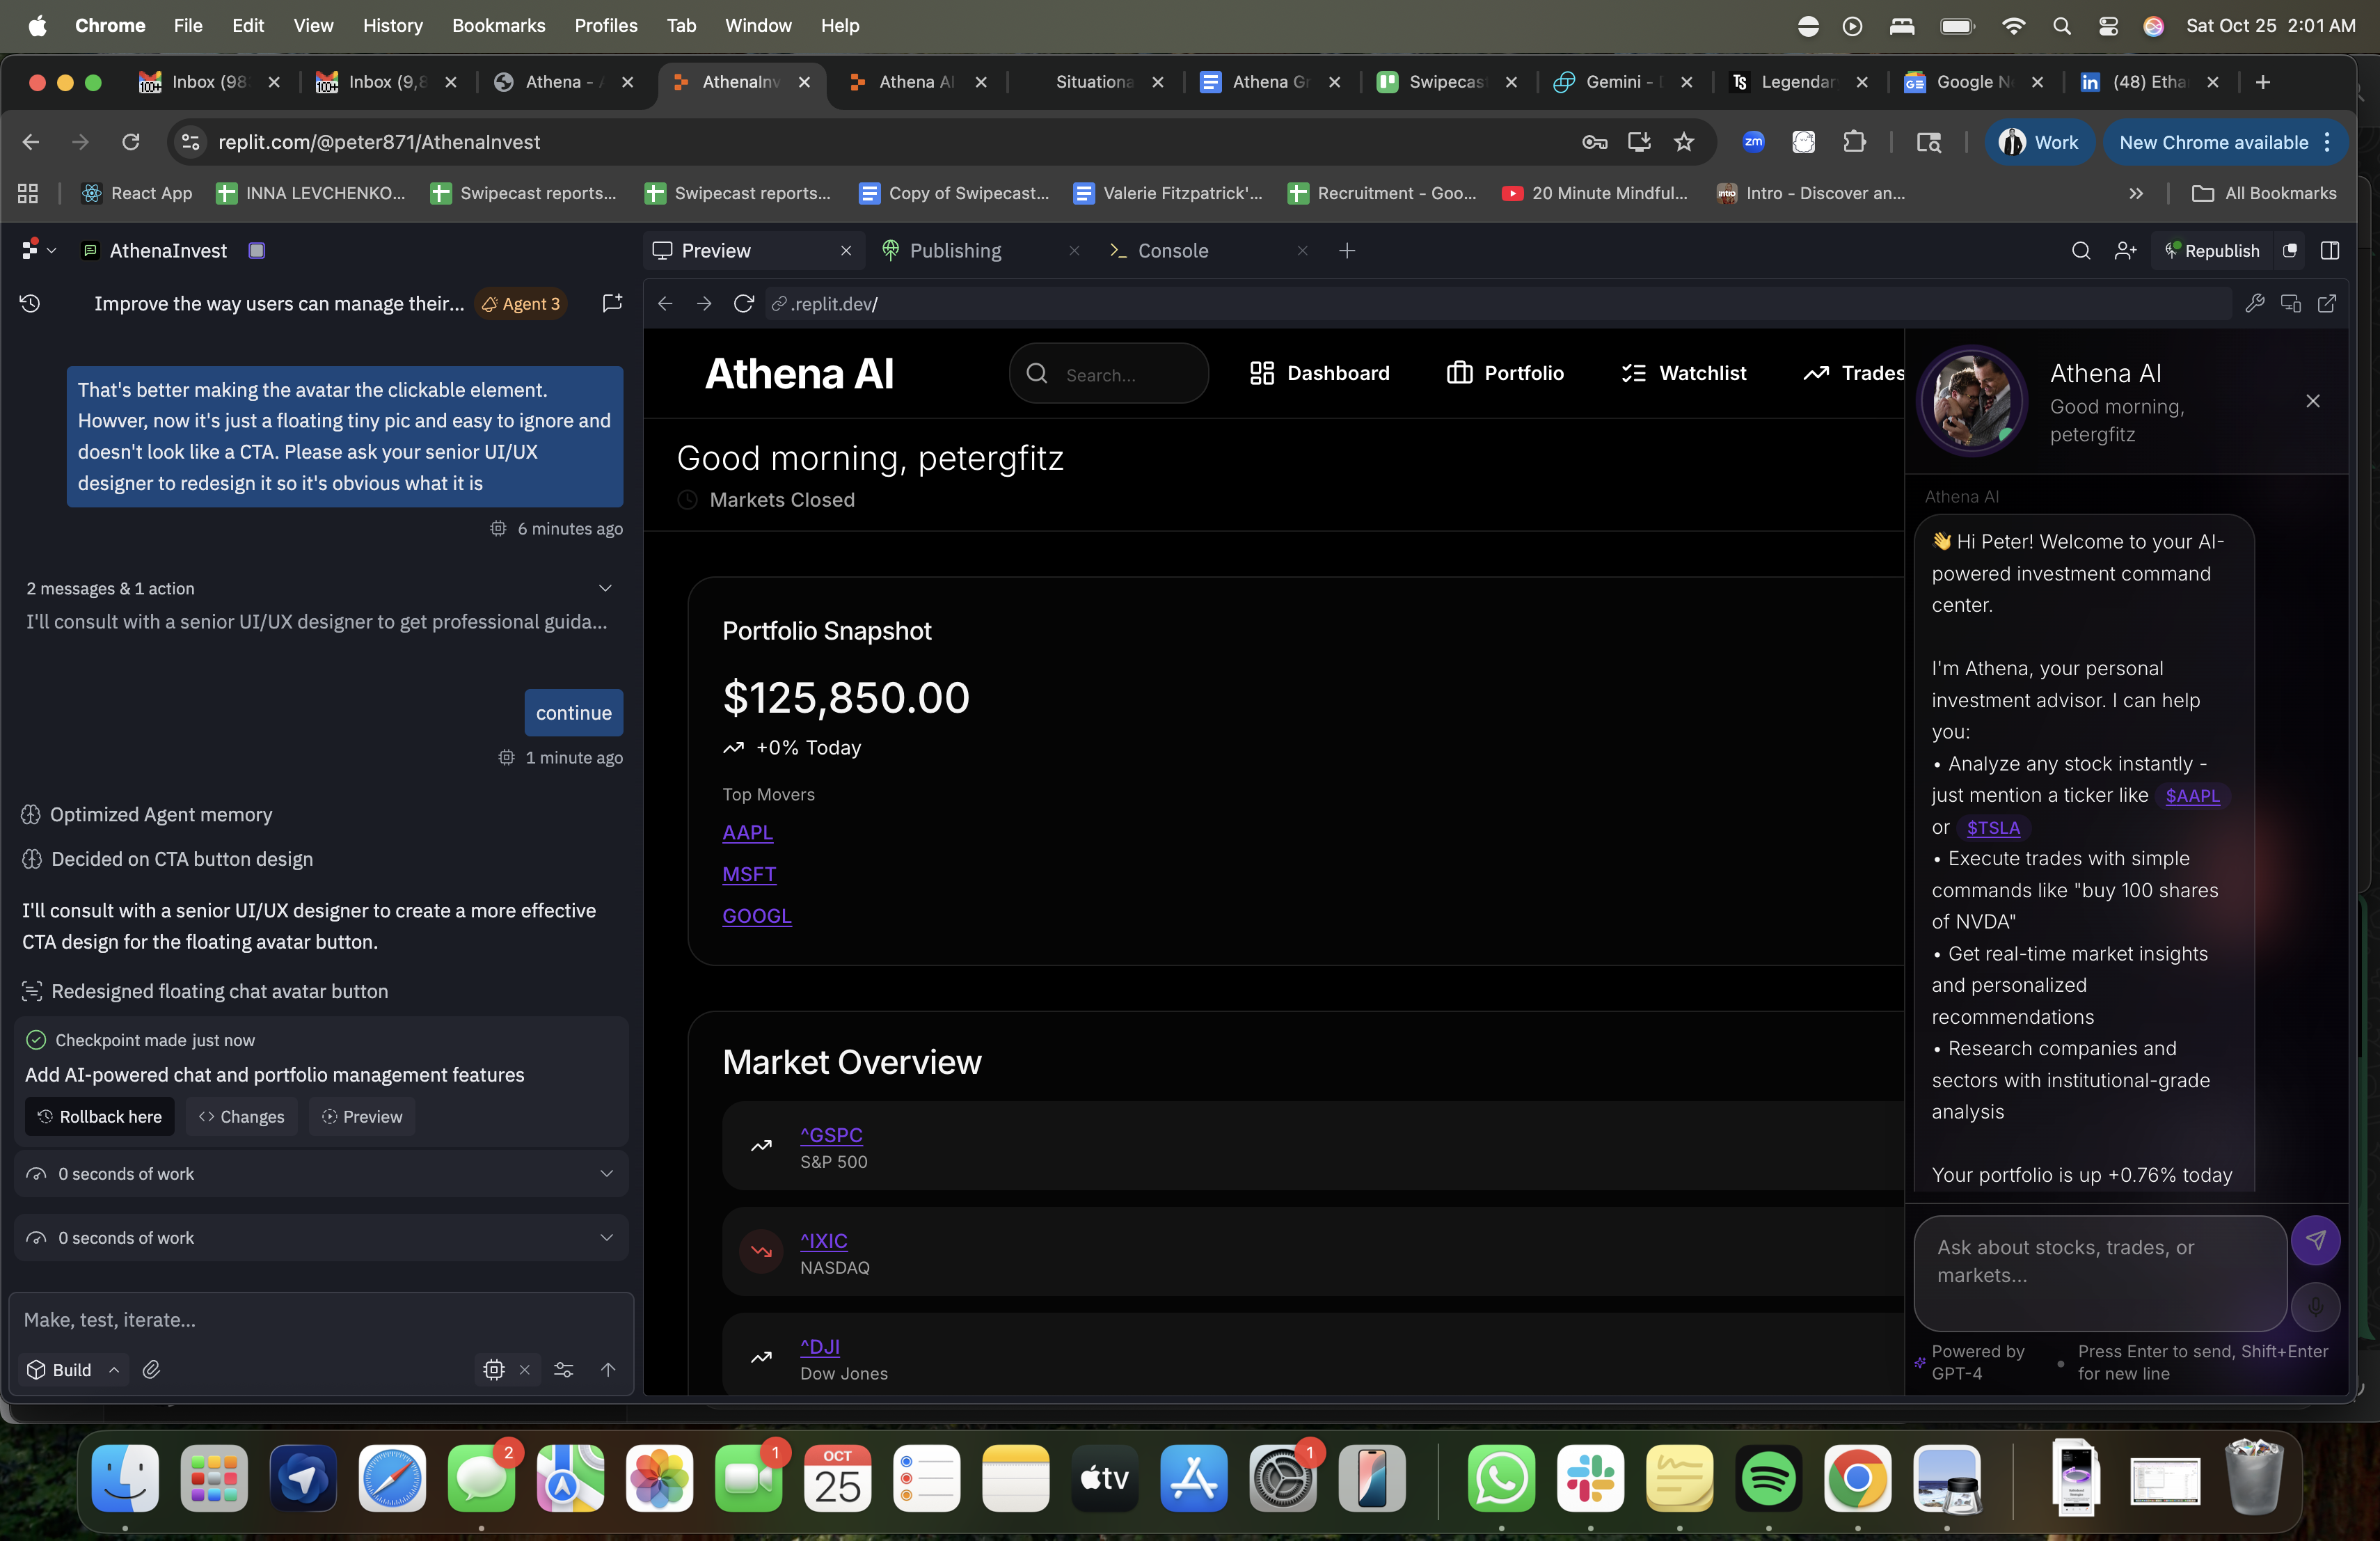 Chrome File Edit View History Bookmarks Profiles Tab Window Help
Sat Oct 25 2:01 AM
Inbox (98
Inbox (9,8
Athena - A
AthenaInv
Athena AI
Situationa
Athena Gr
Swipecas
Gemini -
Legendar
Google N
(48) Etha
replit.com/@peter871/AthenaInvest
Work
New Chrome available
React App
INNA LEVCHENKO...
Swipecast reports...
Swipecast reports...
Copy of Swipecast...
Valerie Fitzpatrick'...
Recruitment - Goo...
20 Minute Mindful...
Intro - Discover an...
All Bookmarks
AthenaInvest
Preview
Publishing
Console
Republish
Improve the way users can manage their...
Agent 3
.replit.dev/
That's better making the avatar the clickable element.
Howver, now it's just a floating tiny pic and easy to ignore and
doesn't look like a CTA. Please ask your senior UI/UX
designer to redesign it so it's obvious what it is
6 minutes ago
2 messages & 1 action
I'll consult with a senior UI/UX designer to get professional guida...
continue
1 minute ago
Optimized Agent memory
Decided on CTA button design
I'll consult with a senior UI/UX designer to create a more effective
CTA design for the floating avatar button.
Redesigned floating chat avatar button
Checkpoint made just now
Add AI-powered chat and portfolio management features
Rollback here
Changes
Preview
0 seconds of work
0 seconds of work
Make, test, iterate...
Build
Athena AI
Search...
Dashboard
Portfolio
Watchlist
Trades
Good morning, petergfitz
Markets Closed
Portfolio Snapshot
$125,850.00
+0% Today
Top Movers
AAPL
MSFT
GOOGL
Market Overview
^GSPC
S&P 500
^IXIC
NASDAQ
^DJI
Dow Jones
Athena AI
Good morning,
petergfitz
Athena AI
👋 Hi Peter! Welcome to your AI-
powered investment command
center.
I'm Athena, your personal
investment advisor. I can help
you:
• Analyze any stock instantly -
just mention a ticker like $AAPL
or $TSLA
• Execute trades with simple
commands like "buy 100 shares
of NVDA"
• Get real-time market insights
and personalized
recommendations
• Research companies and
sectors with institutional-grade
analysis
Your portfolio is up +0.76% today
Ask about stocks, trades, or
markets...
Powered by
GPT-4
Press Enter to send, Shift+Enter
for new line
2
1
OCT
25
tv
1